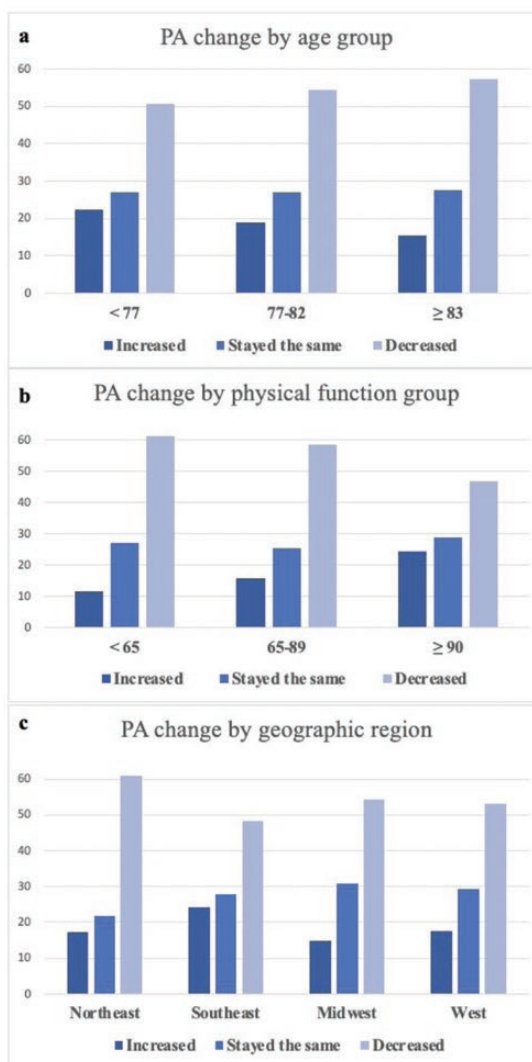 a PA change by age group
60
50
40
30
20
10
0
< 77 77-82 ≥ 83
Increased Stayed the same Decreased
b PA change by physical function group
60
50
40
30
20
10
0
< 65 65-89 ≥ 90
Increased Stayed the same Decreased
c PA change by geographic region
60
50
40
30
20
10
0
Northeast Southeast Midwest West
Increased Stayed the same Decreased